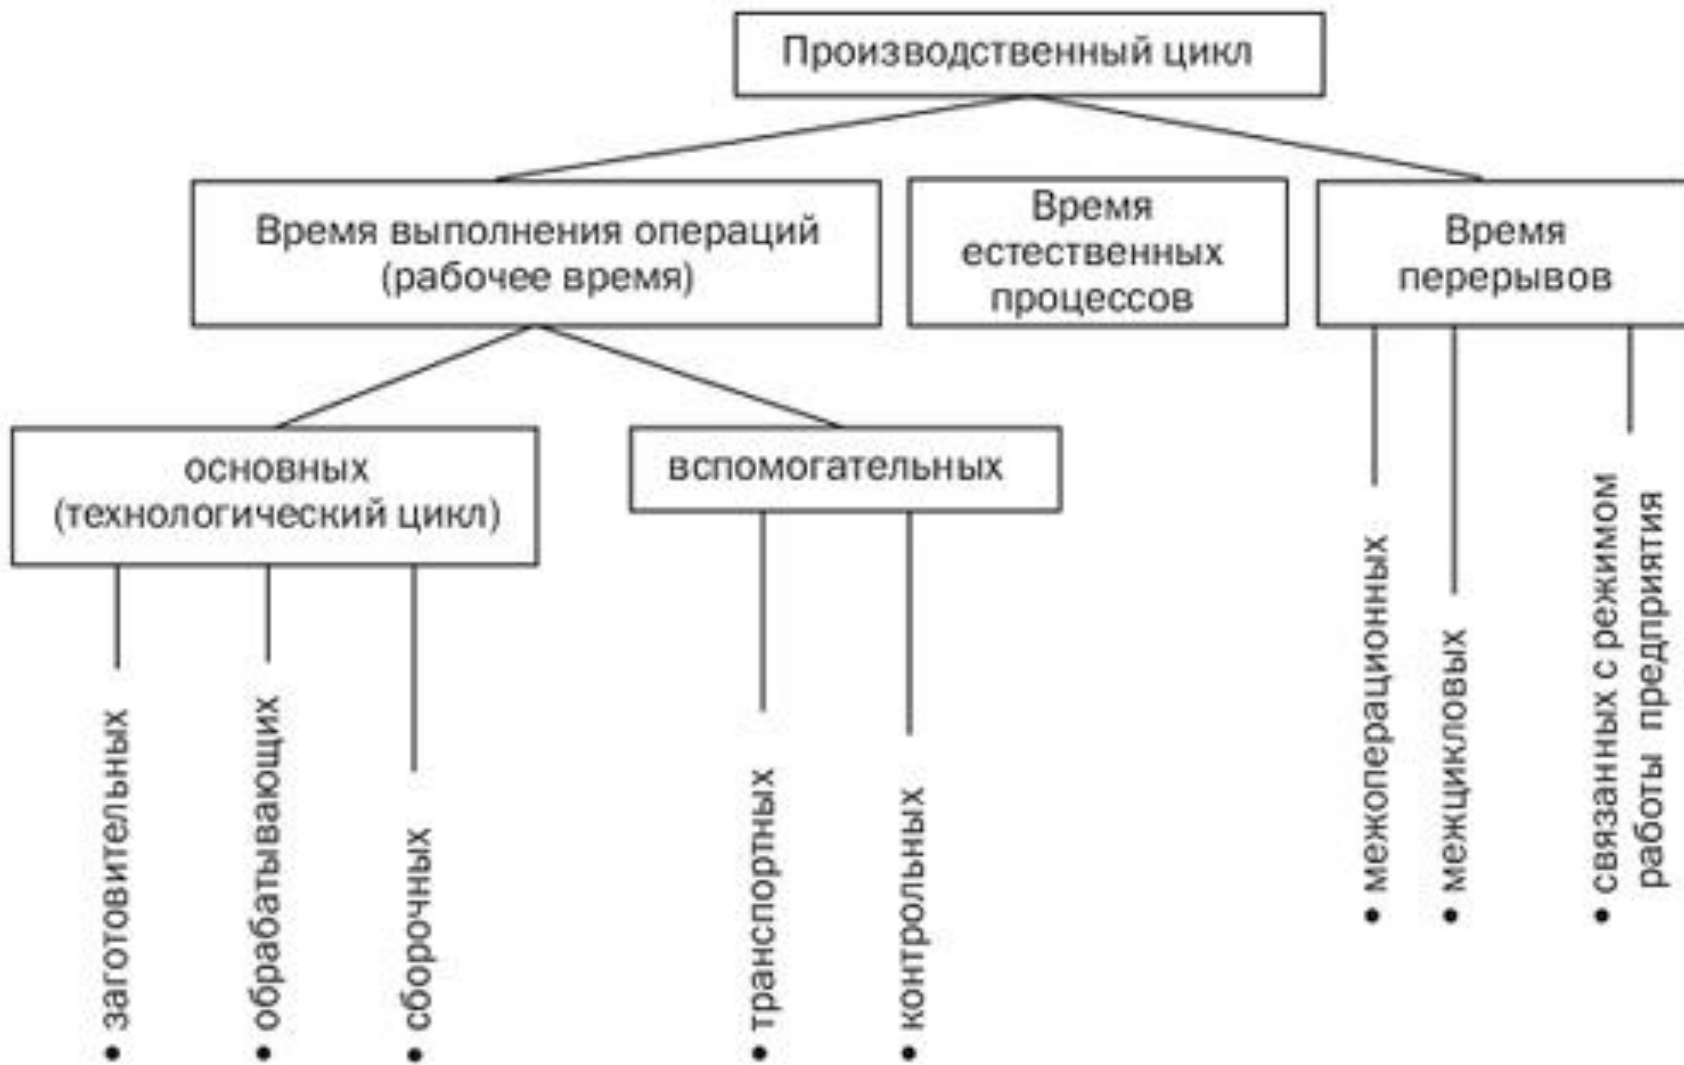 Производственный цикл
Время выполнения операций
(рабочее время)
Время
естественных
процессов
Время
перерывов
основных
(технологический цикл)
вспомогательных
• заготовительных
• обрабатывающих
• сборочных
• транспортных
• контрольных
• межоперационных
• межцикловых
• связанных с режимом
работы предприятия